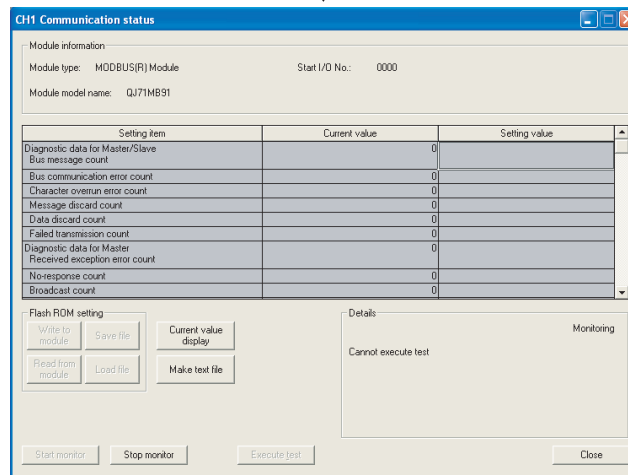 CH1 Communication status
Module information
Module type: MODBUS(R) Module Start I/O No.: 0000
Module model name: QJ71MB91
Setting item Current value Setting value
Diagnostic data for Master/Slave
Bus message count 0
Bus communication error count 0
Character overrun error count 0
Message discard count 0
Data discard count 0
Failed transmission count 0
Diagnostic data for Master
Received exception error count 0
No-response count 0
Broadcast count 0
Flash ROM setting
Write to
module
Save file
Current value
display
Read from
module
Load file
Make text file
Details
Monitoring
Cannot execute test
Start monitor Stop monitor Execute test Close